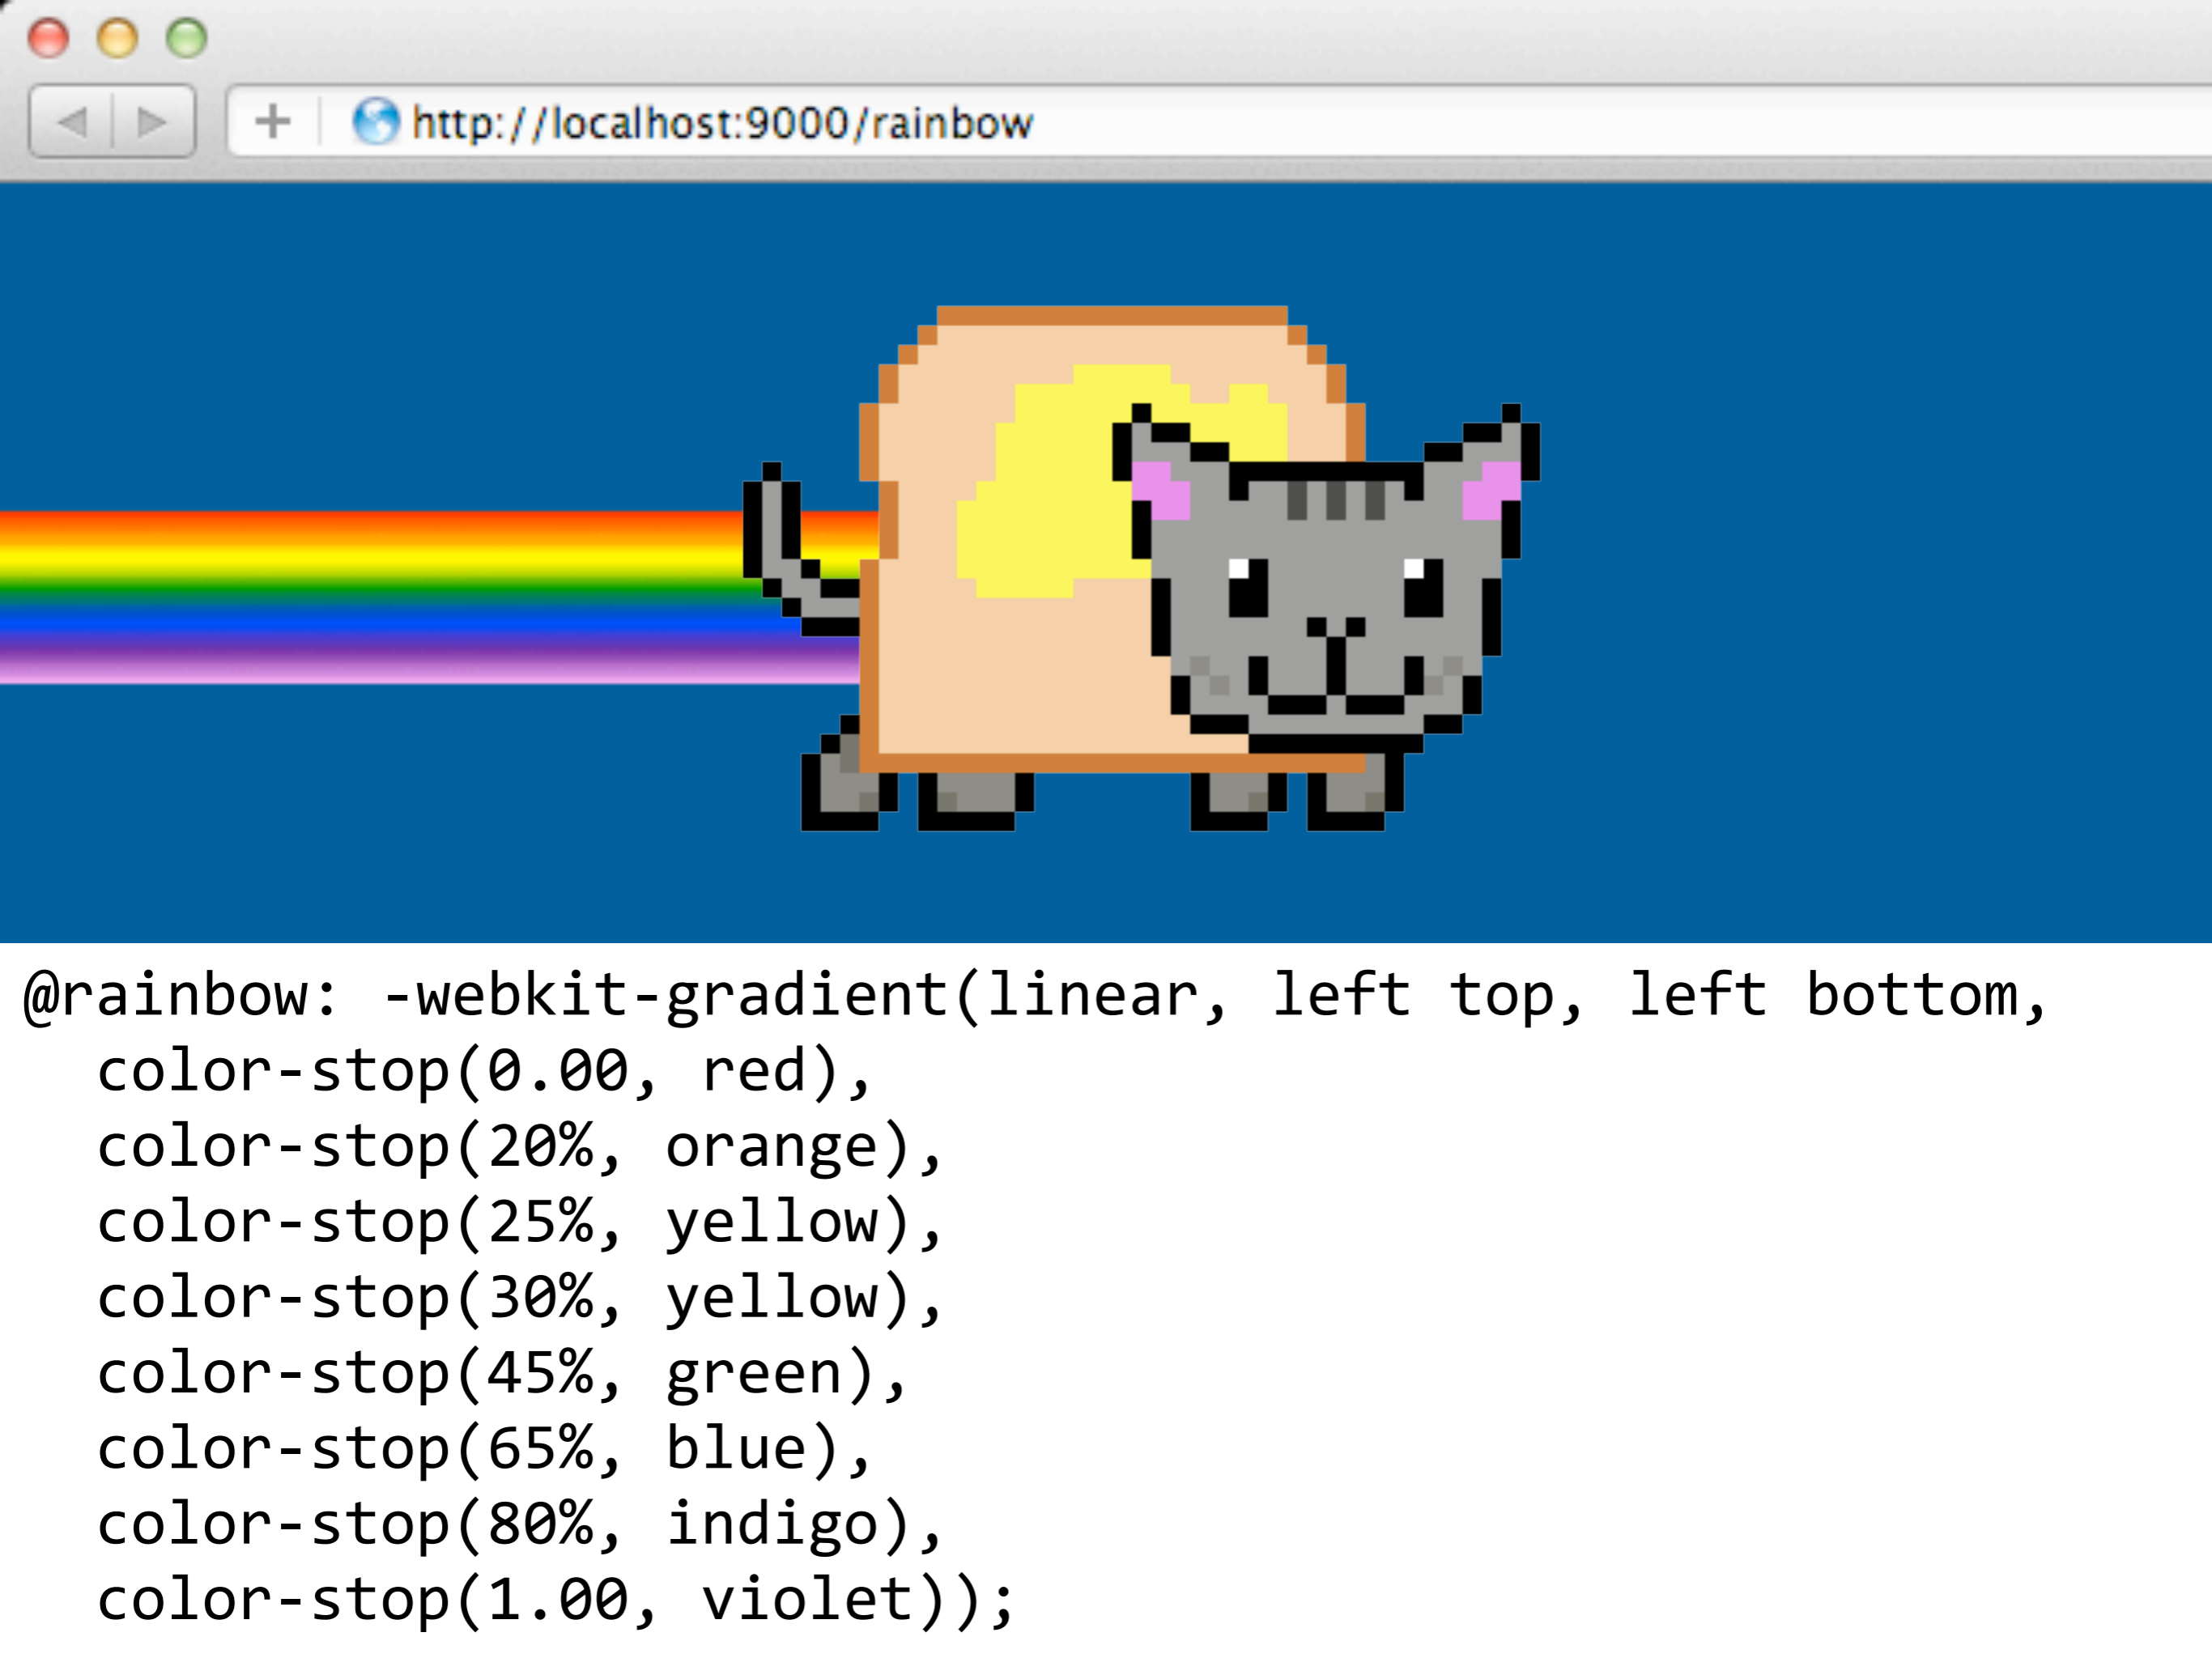 http://localhost:9000/rainbow
@rainbow: -webkit-gradient(linear, left top, left bottom,
color-stop(0.00, red),
color-stop(20%, orange),
color-stop(25%, yellow),
color-stop(30%, yellow),
color-stop(45%, green),
color-stop(65%, blue),
color-stop(80%, indigo),
color-stop(1.00, violet));